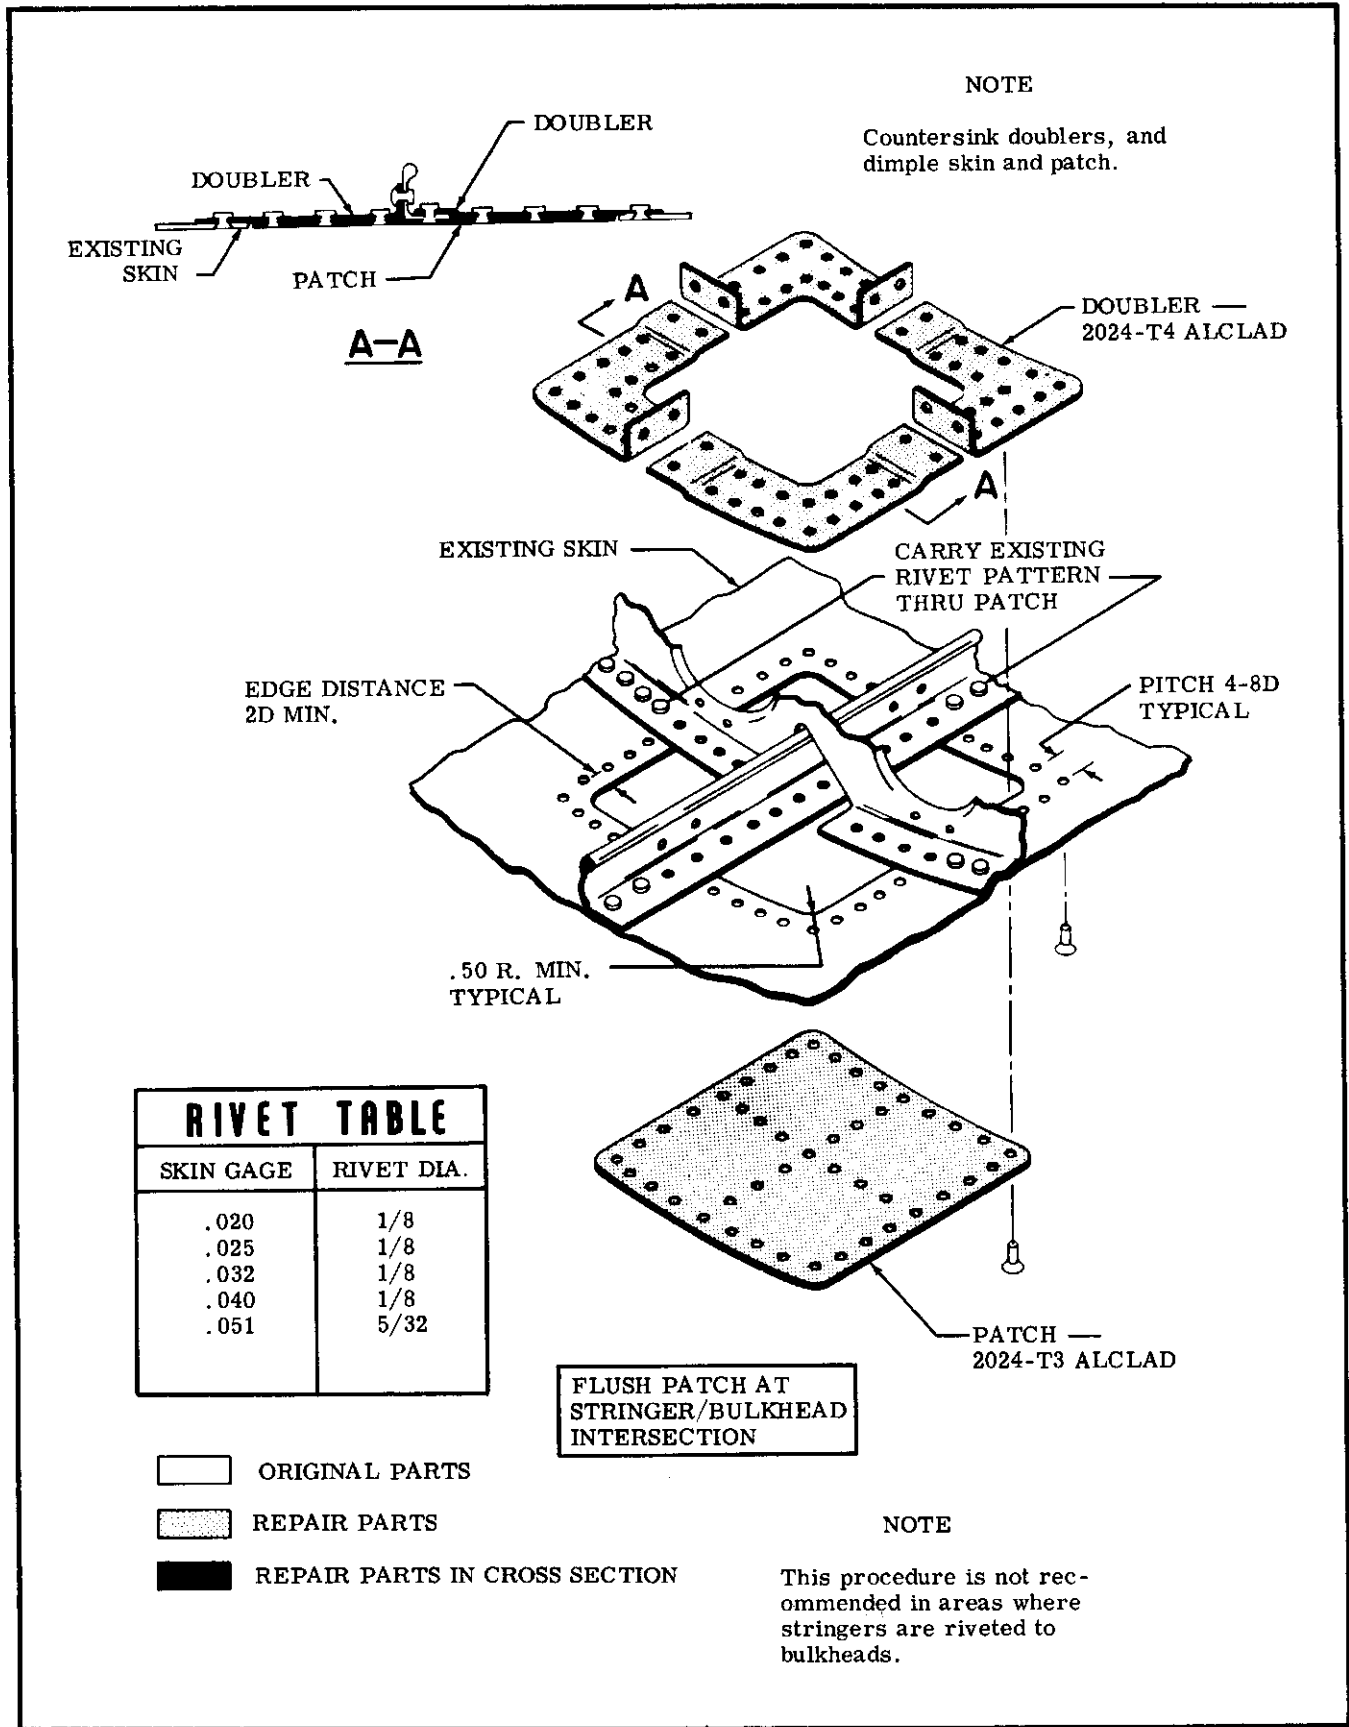 NOTE
Countersink doublers, and
dimple skin and patch.
DOUBLER
DOUBLER
EXISTING
SKIN
PATCH
A-A
A
DOUBLER —
2024-T4 ALCLAD
A
EXISTING SKIN
CARRY EXISTING
RIVET PATTERN
THRU PATCH
EDGE DISTANCE
2D MIN.
PITCH 4-8D
TYPICAL
.50 R. MIN.
TYPICAL
RIVET TABLE
SKIN GAGE RIVET DIA.
.020 1/8
.025 1/8
.032 1/8
.040 1/8
.051 5/32
PATCH —
2024-T3 ALCLAD
FLUSH PATCH AT
STRINGER/BULKHEAD
INTERSECTION
ORIGINAL PARTS
REPAIR PARTS
REPAIR PARTS IN CROSS SECTION
NOTE
This procedure is not rec-
ommended in areas where
stringers are riveted to
bulkheads.